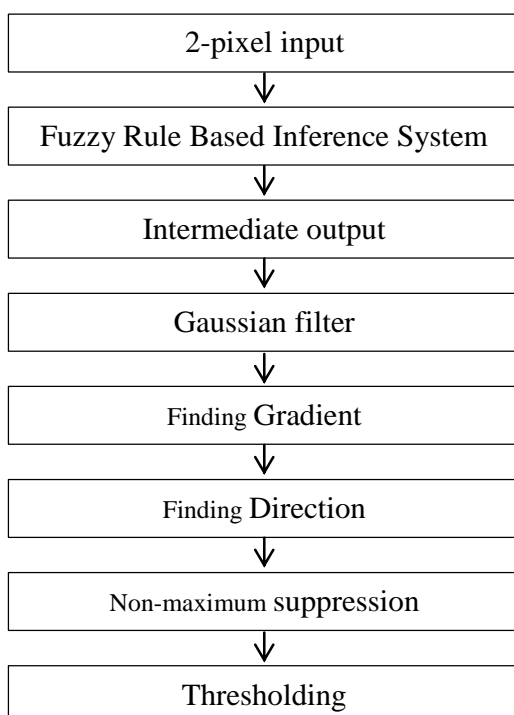 2-pixel input
Fuzzy Rule Based Inference System
Intermediate output
Gaussian filter
Finding Gradient
Finding Direction
Non-maximum suppression
Thresholding